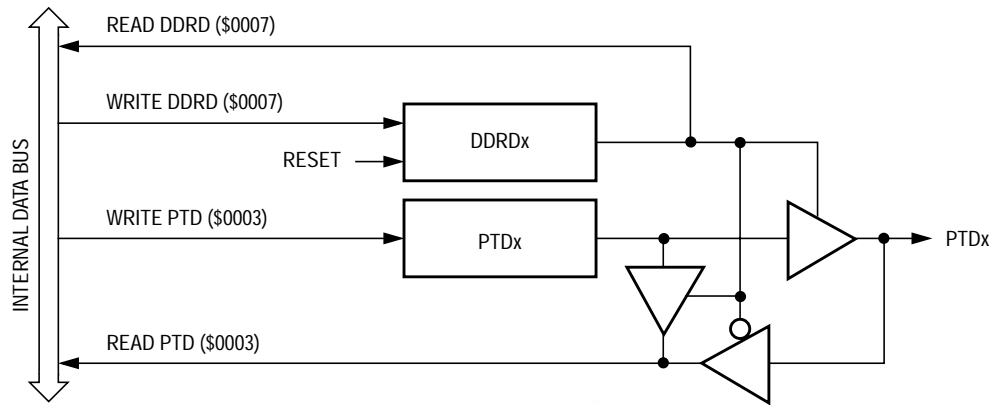 READ DDRD ($0007)
WRITE DDRD ($0007)
DDRDx
RESET
WRITE PTD ($0003)
PTDx
PTDx
INTERNAL DATA BUS
READ PTD ($0003)